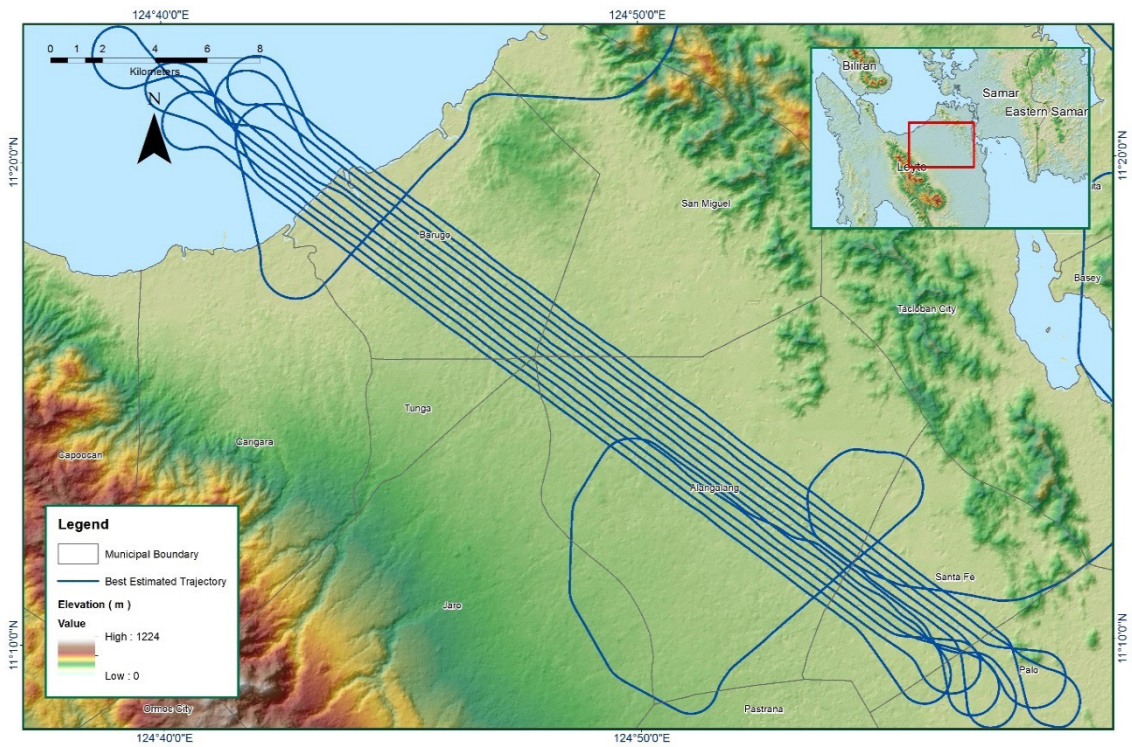 124°40'0"E
124°50'0"E
0 1 2 4 6 8
Kilometers
N
Biliran
Samar
Eastern Samar
Leyte
11°20'0"N
11°20'0"N
San Miguel
Barugo
Basey
Tacloban City
Tunga
Carigara
Capoocan
Alangalang
Santa Fe
Jaro
Palo
Pastrana
Ormoc City
Legend
Municipal Boundary
Best Estimated Trajectory
Elevation ( m )
Value
High : 1224
Low : 0
11°10'0"N
11°10'0"N
124°40'0"E
124°50'0"E